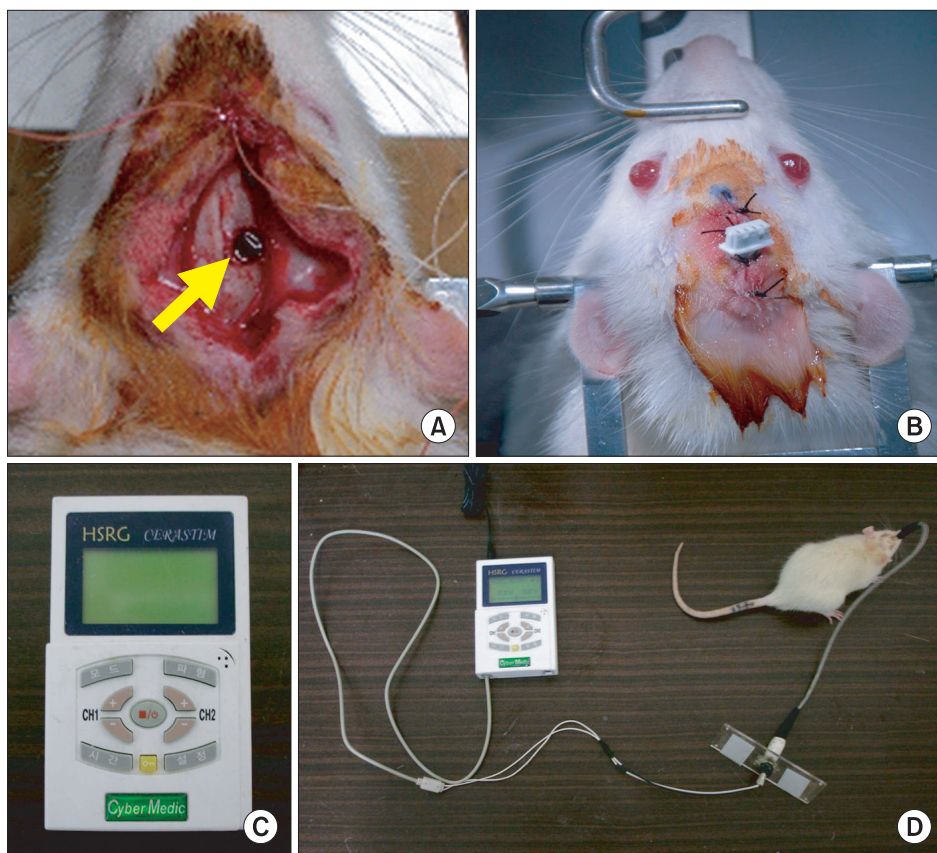 A
B
HSRG CERASTIM
모드 파형
+ +
CH1 ■/⏻ CH2
- -
시간 설정
CyberMedic
C
HSRG CERASTIM
CyberMedic
D